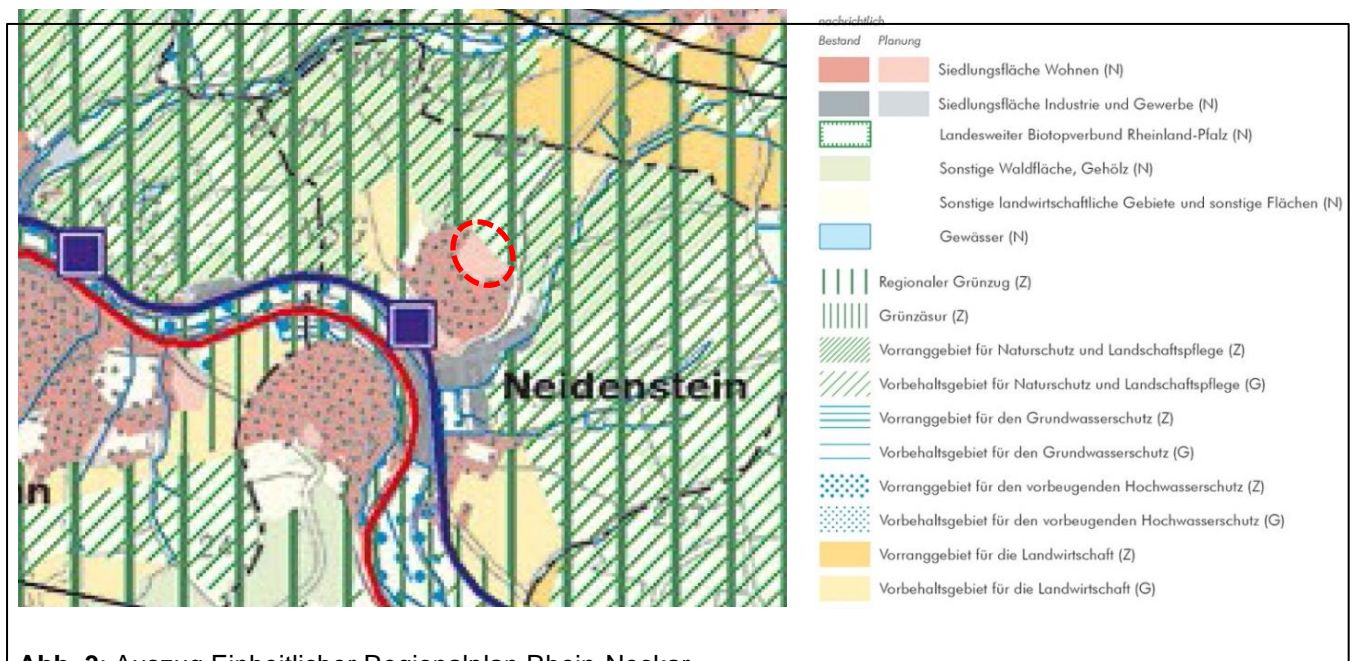 nachrichtlich
Bestand Planung
Siedlungsfläche Wohnen (N)
Siedlungsfläche Industrie und Gewerbe (N)
Landesweiter Biotopverbund Rheinland-Pfalz (N)
Sonstige Waldfläche, Gehölz (N)
Sonstige landwirtschaftliche Gebiete und sonstige Flächen (N)
Gewässer (N)
Regionaler Grünzug (Z)
Grünzäsur (Z)
Vorranggebiet für Naturschutz und Landschaftspflege (Z)
Vorbehaltsgebiet für Naturschutz und Landschaftspflege (G)
Vorranggebiet für den Grundwasserschutz (Z)
Vorbehaltsgebiet für den Grundwasserschutz (G)
Vorranggebiet für den vorbeugenden Hochwasserschutz (Z)
Vorbehaltsgebiet für den vorbeugenden Hochwasserschutz (G)
Vorranggebiet für die Landwirtschaft (Z)
Vorbehaltsgebiet für die Landwirtschaft (G)
Neidenstein
n
Auszug Einheitlicher Regionalplan Rhein-Neckar